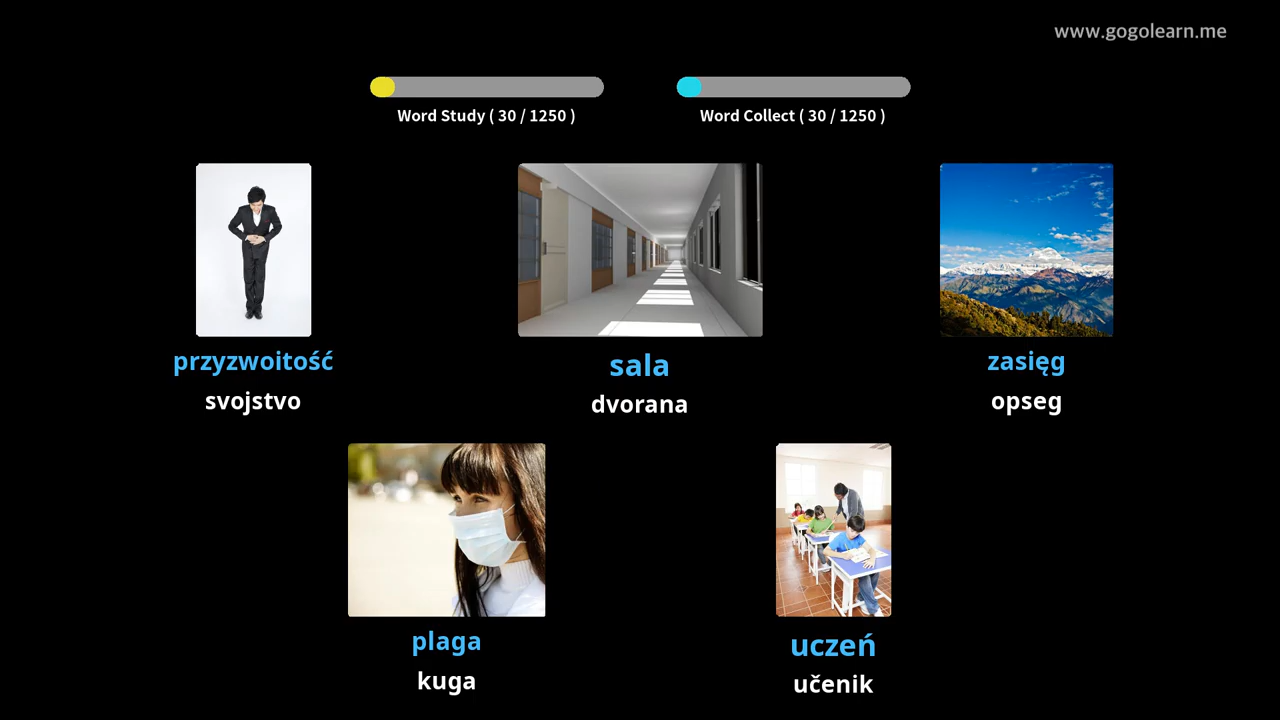 www.gogolearn.me
Word Study ( 30 / 1250 )
Word Collect ( 30 / 1250 )
przyzwoitość
svojstvo
sala
dvorana
zasięg
opseg
plaga
kuga
uczeń
učenik